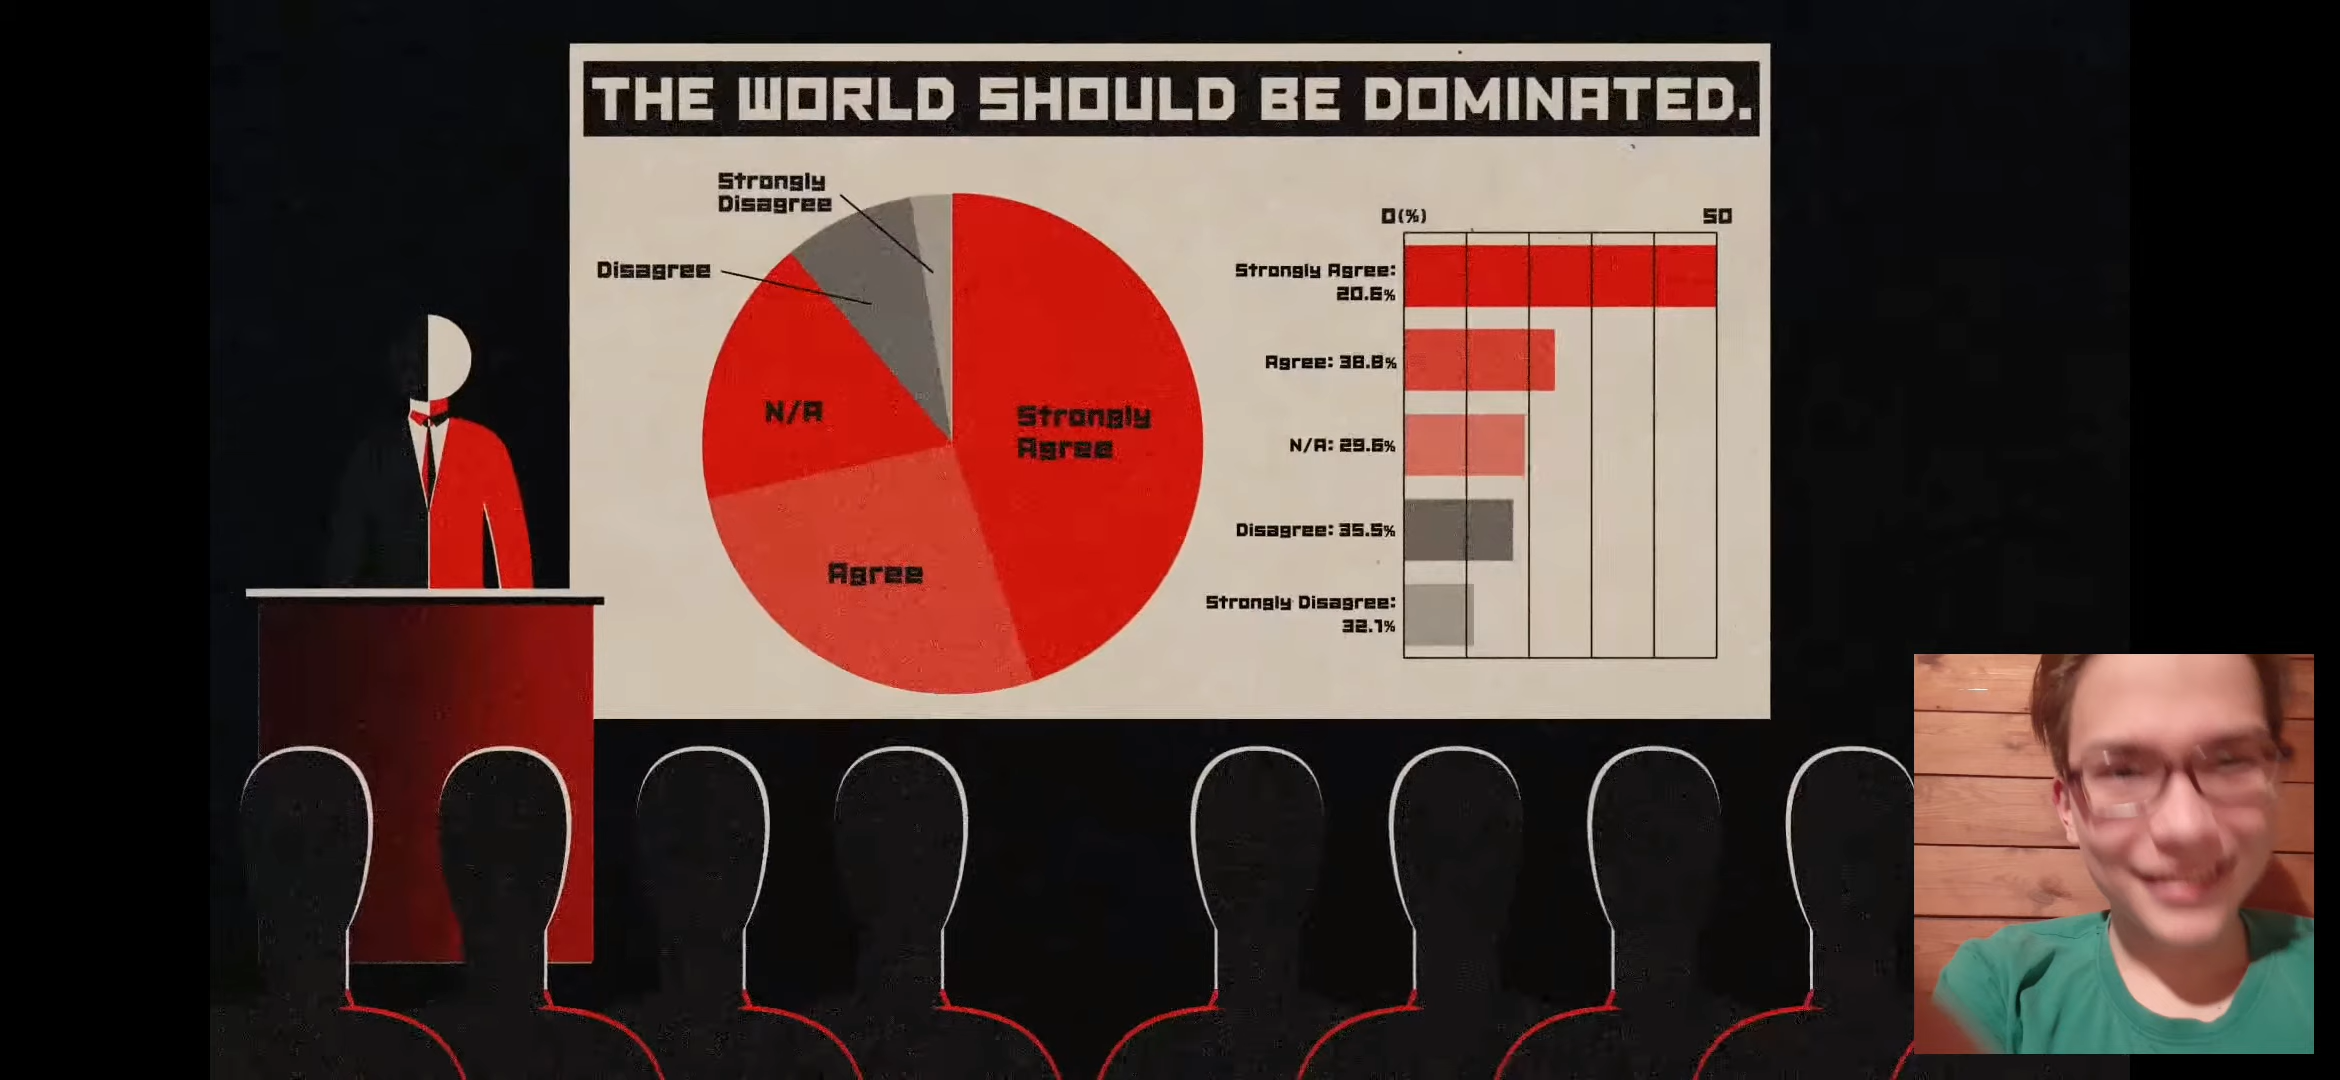 THE WORLD SHOULD BE DOMINATED.
Strongly
Disagree
Disagree
N/A
Strongly
Agree
Agree
0(%)
50
Strongly Agree:
20.6%
Agree: 38.8%
N/A: 29.6%
Disagree: 35.5%
Strongly Disagree:
32.1%